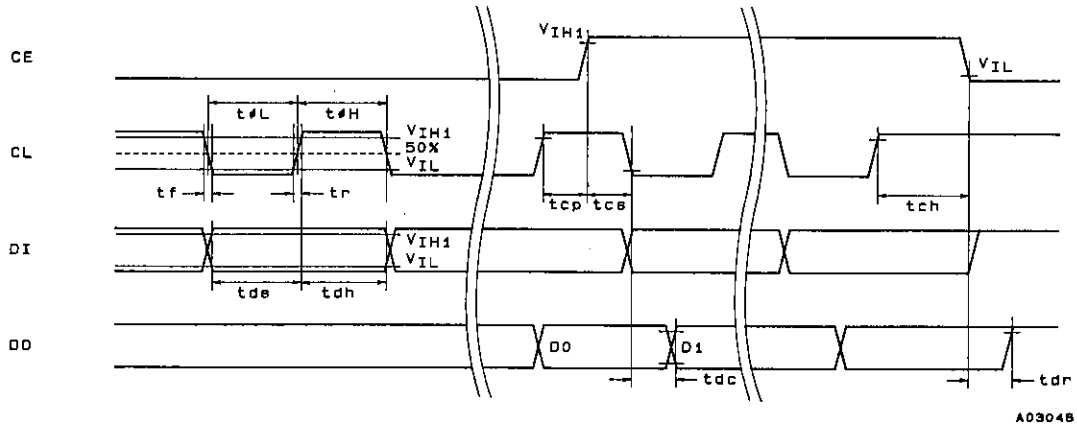 CE
VIH1
VIL
tøL
tøH
CL
VIH1
50%
VIL
tf
tr
tcp
tcs
tch
DI
VIH1
VIL
tds
tdh
DO
D0
D1
tdc
tdr
A03046